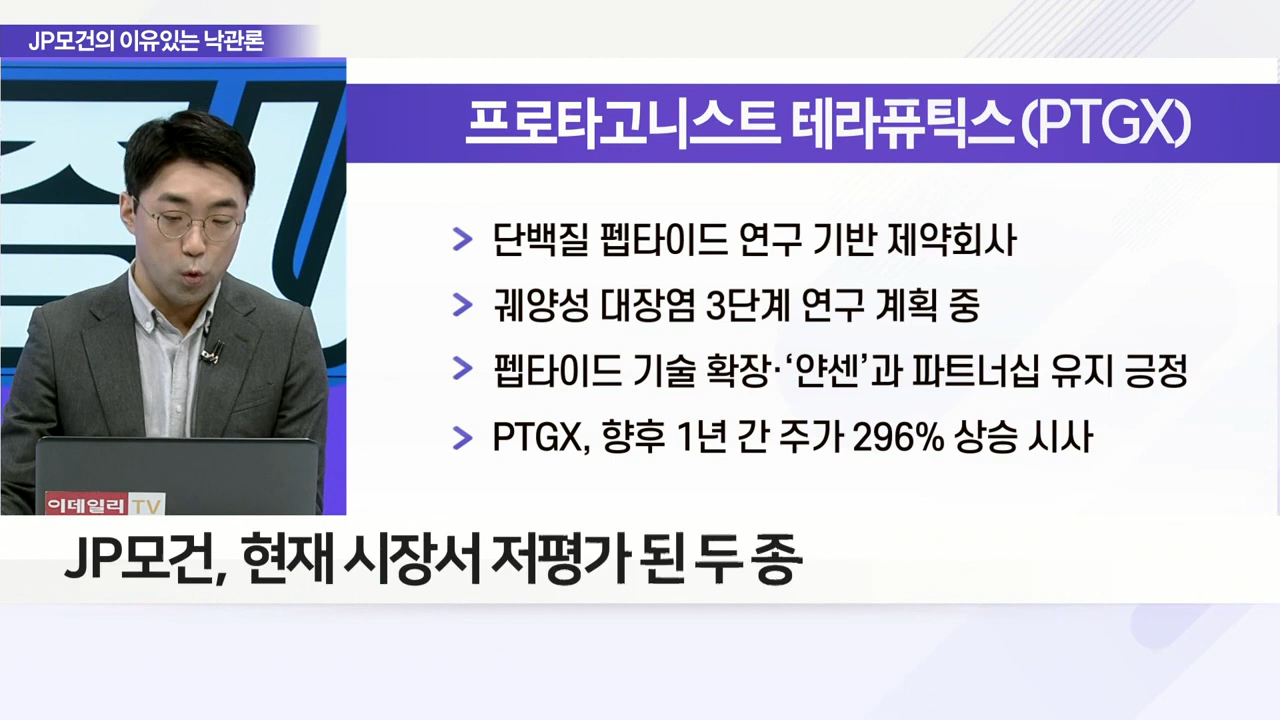 JP모건의 이유있는 낙관론
프로타고니스트 테라퓨틱스(PTGX)
> 단백질 펩타이드 연구 기반 제약회사
> 궤양성 대장염 3단계 연구 계획 중
> 펩타이드 기술 확장·‘얀센’과 파트너십 유지 긍정
> PTGX, 향후 1년 간 주가 296% 상승 시사
이데일리 TV
JP모건, 현재 시장서 저평가 된 두 종